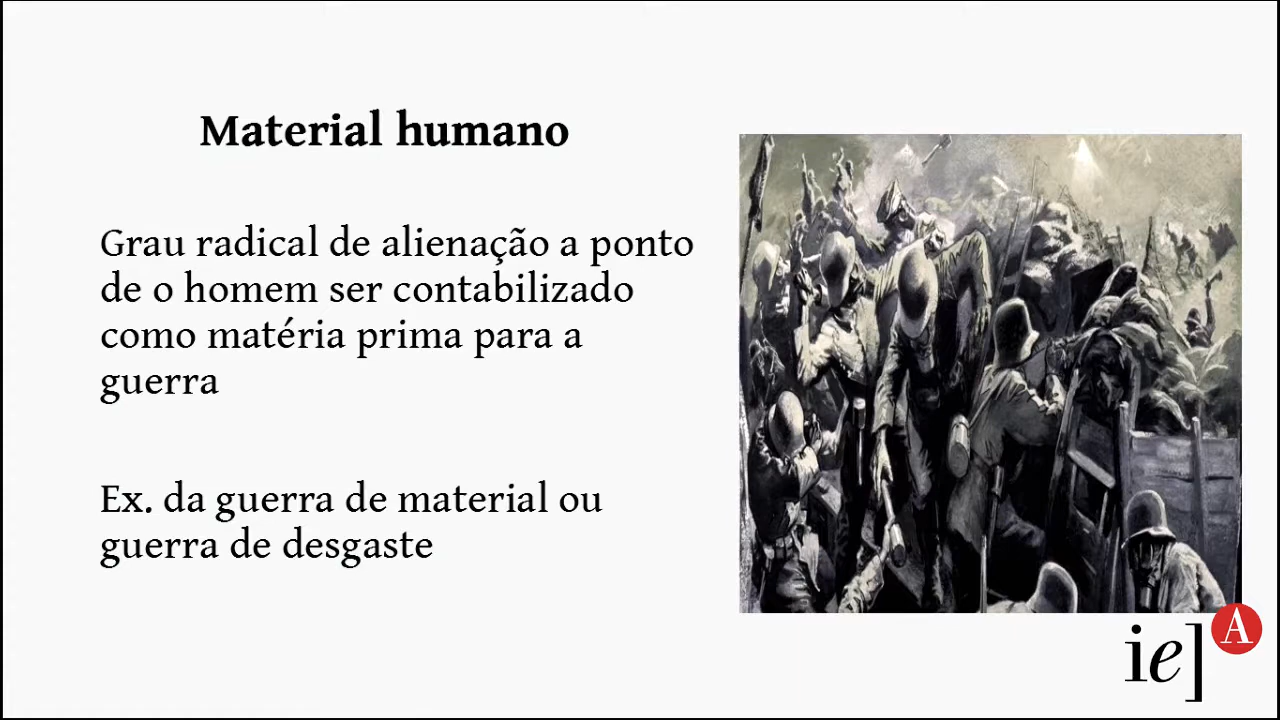 Material humano
Grau radical de alienação a ponto
de o homem ser contabilizado
como matéria prima para a
guerra
Ex. da guerra de material ou
guerra de desgaste
ie]
A